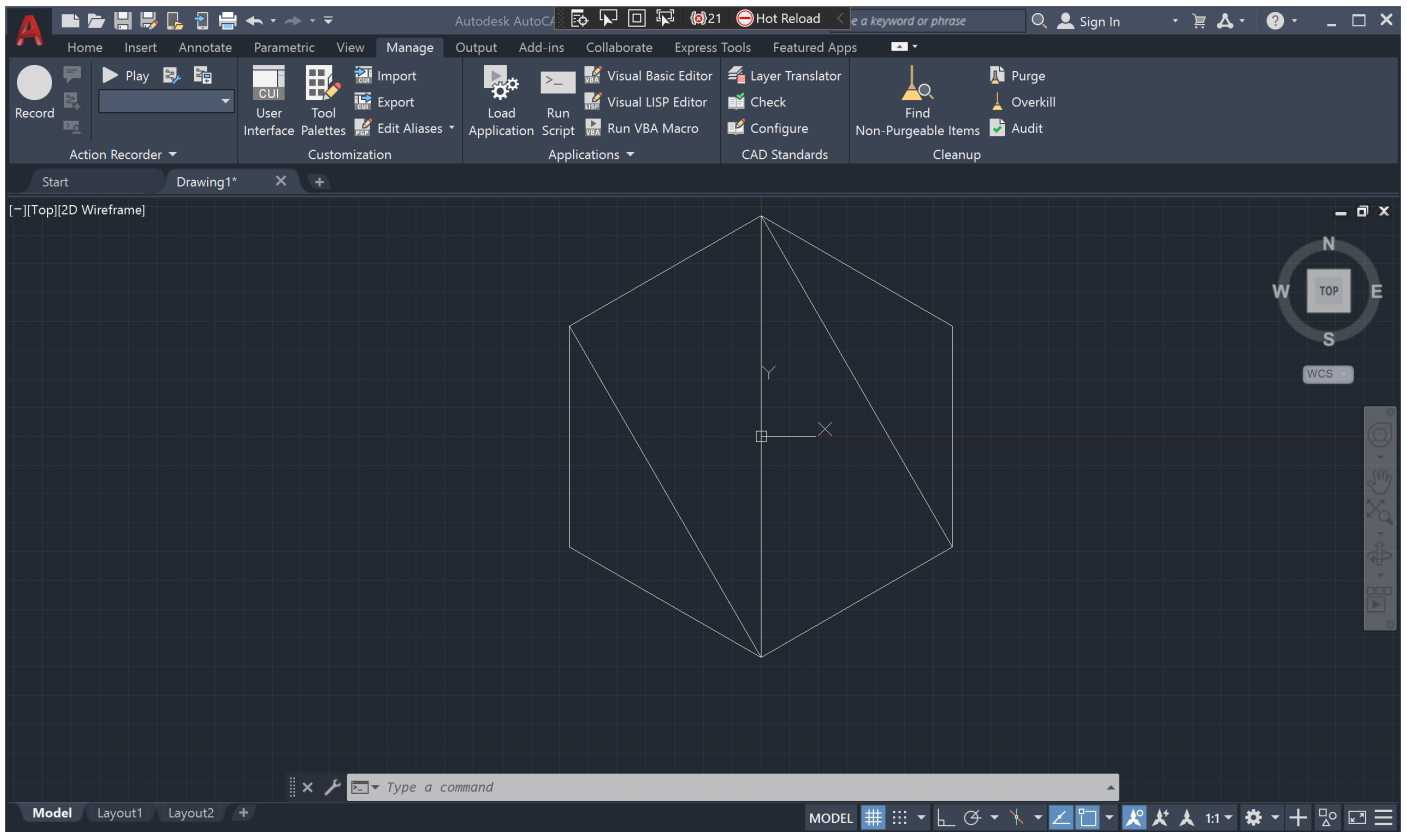 Autodesk AutoCA 21 Hot Reload e a keyword or phrase Sign In
Home Insert Annotate Parametric View Manage Output Add-ins Collaborate Express Tools Featured Apps
Record
Play
CUI
User
Interface
Tool
Palettes
Import
Export
Edit Aliases
Load
Application
Run
Script
Visual Basic Editor
Visual LISP Editor
Run VBA Macro
Layer Translator
Check
Configure
Find
Non-Purgeable Items
Purge
Overkill
Audit
Action Recorder Customization Applications CAD Standards Cleanup
Start Drawing1* +
[−][Top][2D Wireframe]
N
W TOP E
S
WCS
Y
X
Type a command
Model Layout1 Layout2 + MODEL 1:1